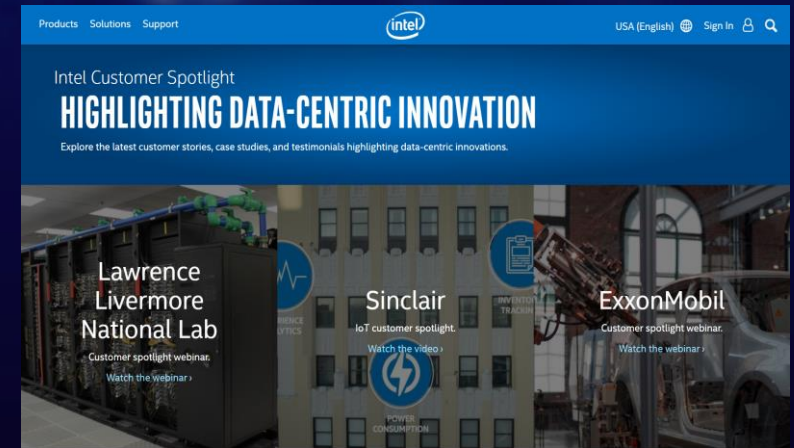 Products Solutions Support
intel
USA (English) Sign In
Intel Customer Spotlight
HIGHLIGHTING DATA-CENTRIC INNOVATION
Explore the latest customer stories, case studies, and testimonials highlighting data-centric innovations.
Lawrence
Livermore
National Lab
Customer spotlight webinar.
Watch the webinar ›
Sinclair
IoT customer spotlight.
Watch the video ›
INVENTORY
TRACKING
POWER
CONSUMPTION
ExxonMobil
Customer spotlight webinar.
Watch the webinar ›